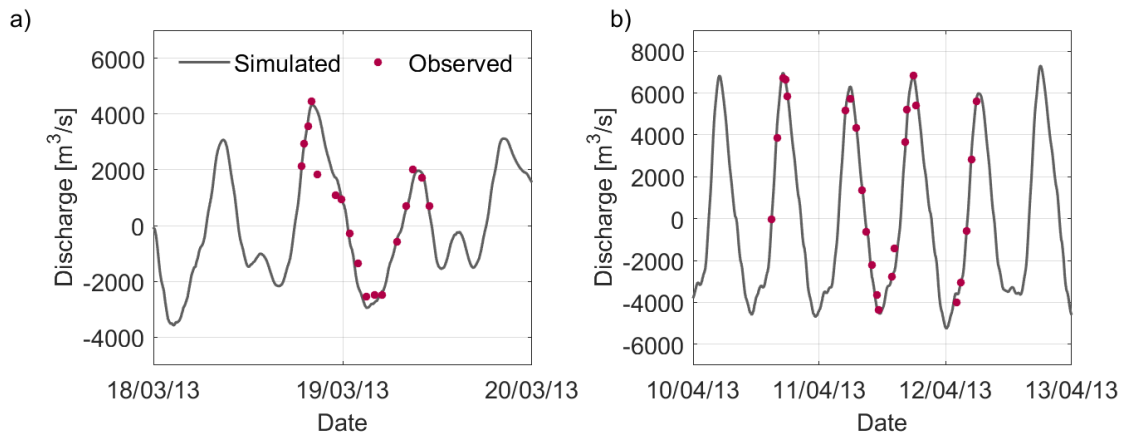 a)
6000
4000
2000
0
-2000
-4000
Discharge [m³/s]
Simulated Observed
18/03/13 19/03/13 20/03/13
Date
b)
8000
6000
4000
2000
0
-2000
-4000
-6000
Discharge [m³/s]
10/04/13 11/04/13 12/04/13 13/04/13
Date